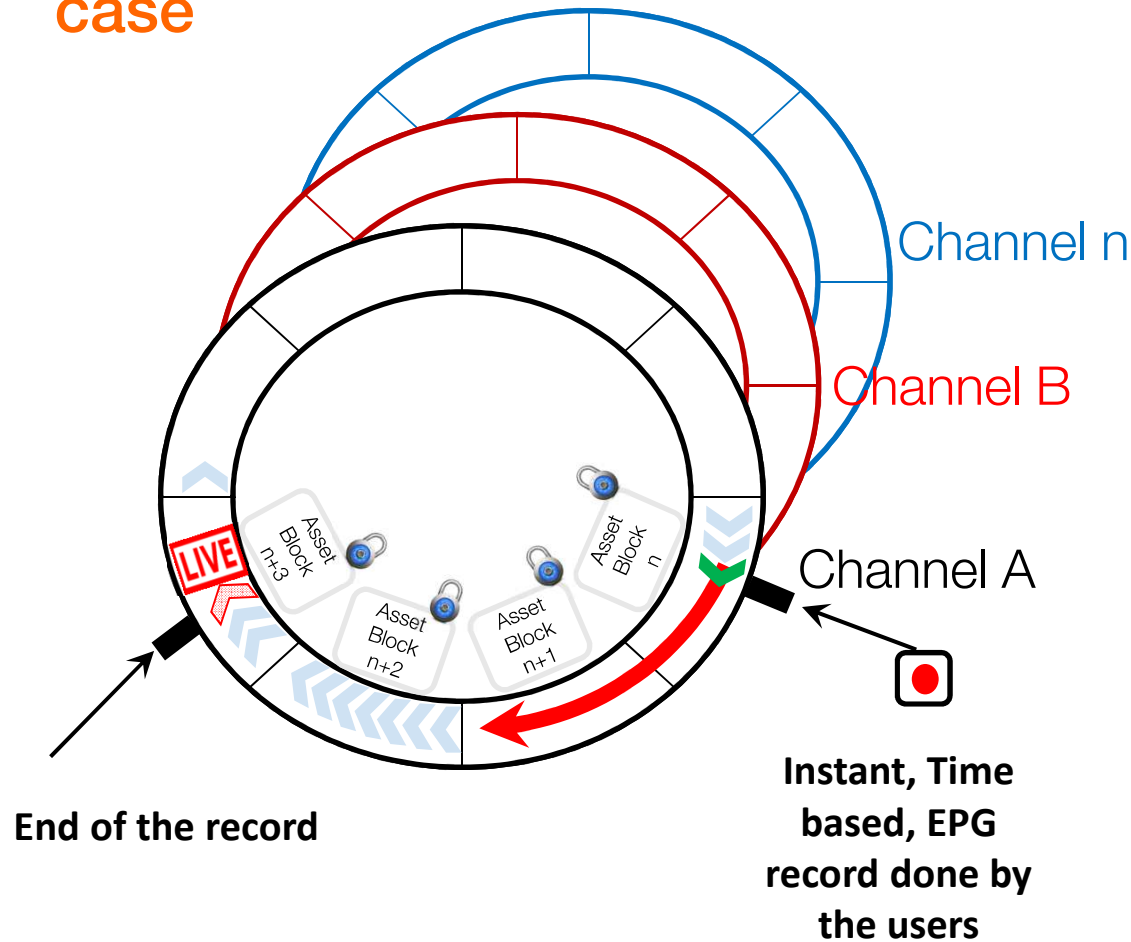 case
Channel n
Channel B
Channel A
LIVE
Asset
Block
n+3
Asset
Block
n+2
Asset
Block
n+1
Asset
Block
n
End of the record
Instant, Time
based, EPG
record done by
the users